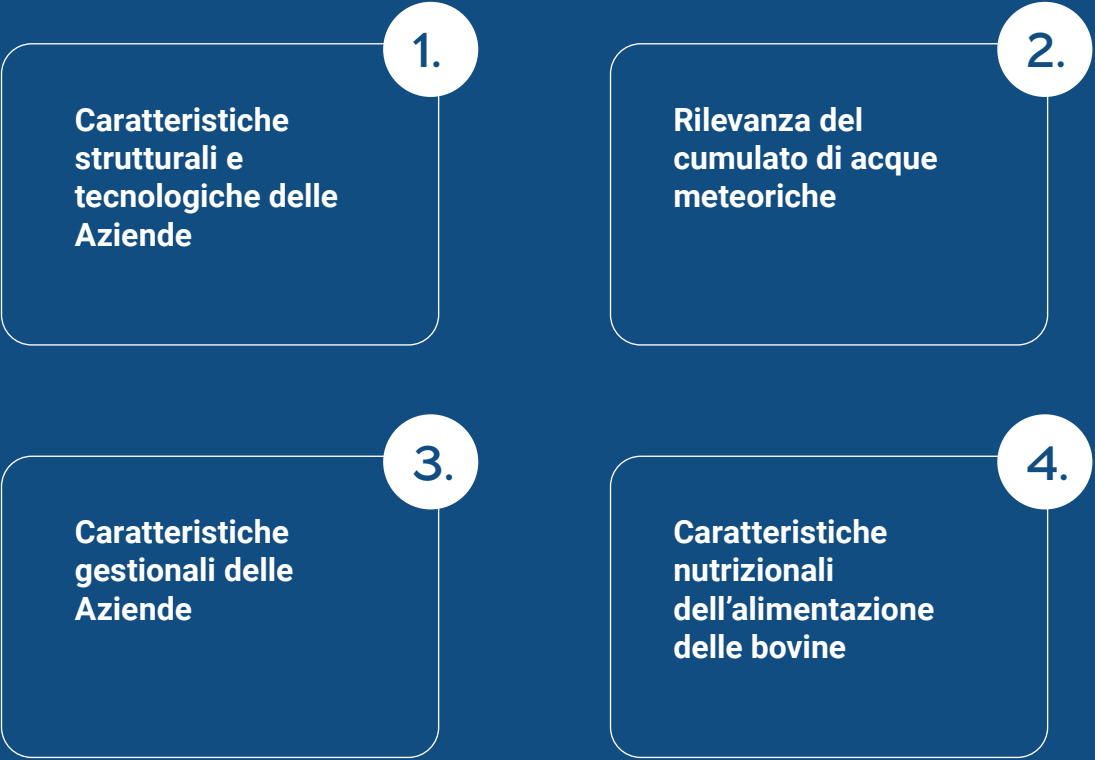 1.
Caratteristiche
strutturali e
tecnologiche delle
Aziende
2.
Rilevanza del
cumulato di acque
meteoriche
3.
Caratteristiche
gestionali delle
Aziende
4.
Caratteristiche
nutrizionali
dell’alimentazione
delle bovine